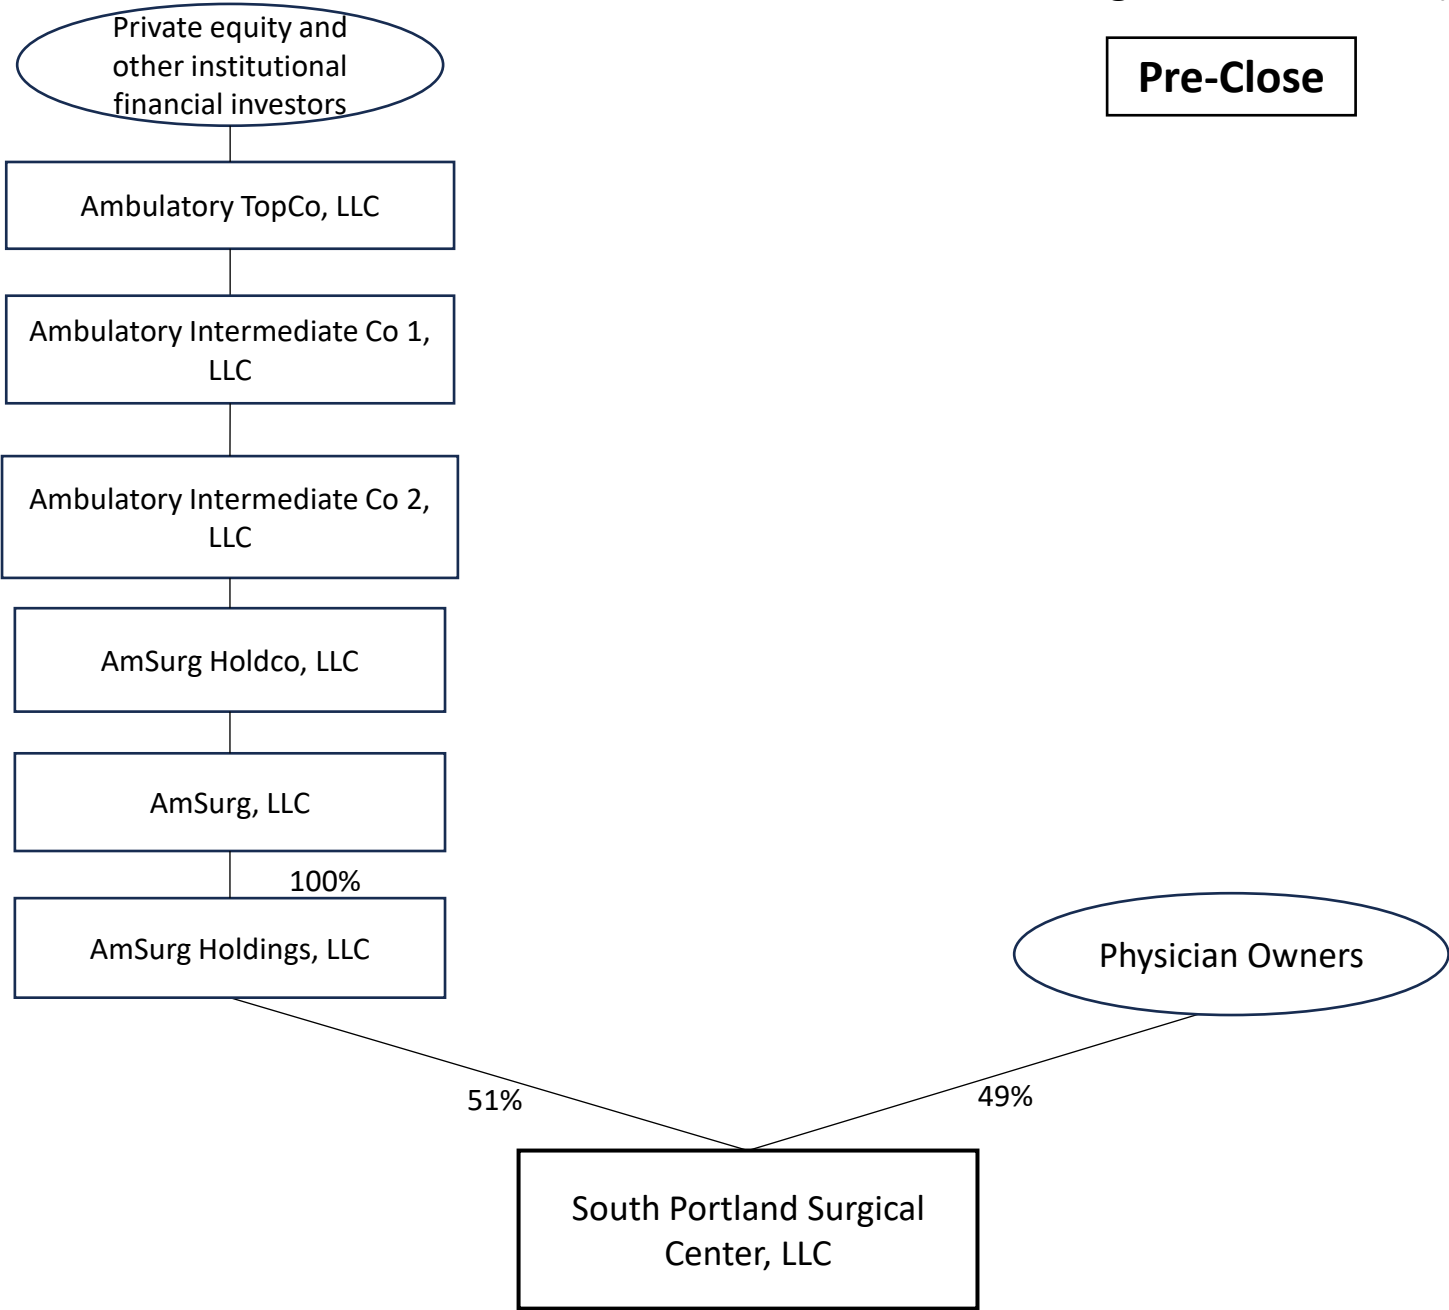 Private equity and
other institutional
financial investors
Pre-Close
Ambulatory TopCo, LLC
Ambulatory Intermediate Co 1,
LLC
Ambulatory Intermediate Co 2,
LLC
AmSurg Holdco, LLC
AmSurg, LLC
100%
AmSurg Holdings, LLC
Physician Owners
51%
49%
South Portland Surgical
Center, LLC